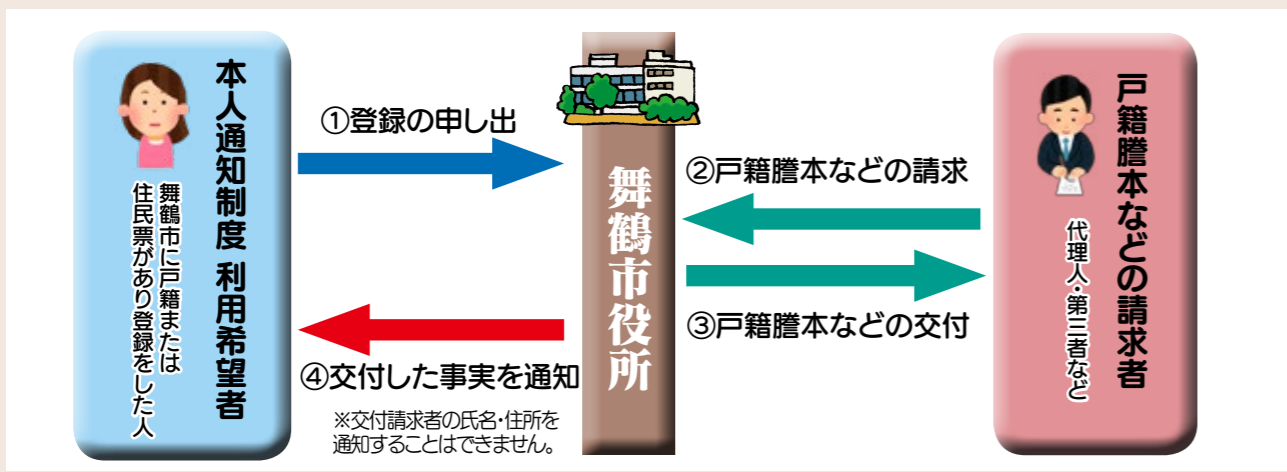 本人通知制度 利用希望者
舞鶴市に戸籍または
住民票があり登録をした人
①登録の申し出
舞鶴市役所
②戸籍謄本などの請求
③戸籍謄本などの交付
④交付した事実を通知
※交付請求者の氏名・住所を
通知することはできません。
戸籍謄本などの請求者
代理人・第三者など